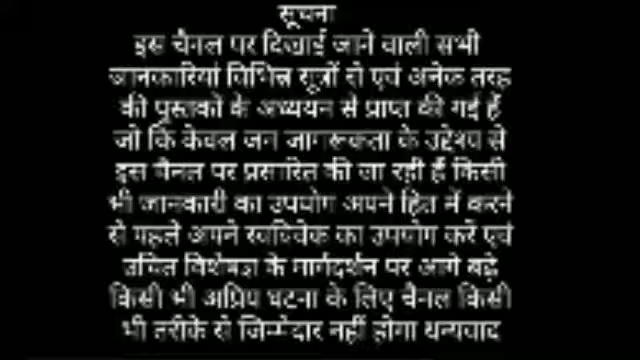 सूचना
इस चैनल पर दिखाई जाने वाली सभी
जानकारियां विभिन्न सूत्रों से एवं अनेक तरह
की पुस्तकों के अध्ययन से प्राप्त की गई हैं
जो कि केवल जन जागरूकता के उद्देश्य से
इस चैनल पर प्रसारित की जा रही हैं किसी
भी जानकारी का उपयोग अपने हित में करने
से पहले अपने स्वविवेक का उपयोग करें एवं
उचित विशेषज्ञ के मार्गदर्शन पर आगे बढ़े
किसी भी अप्रिय घटना के लिए चैनल किसी
भी तरीके से जिम्मेदार नहीं होगा धन्यवाद